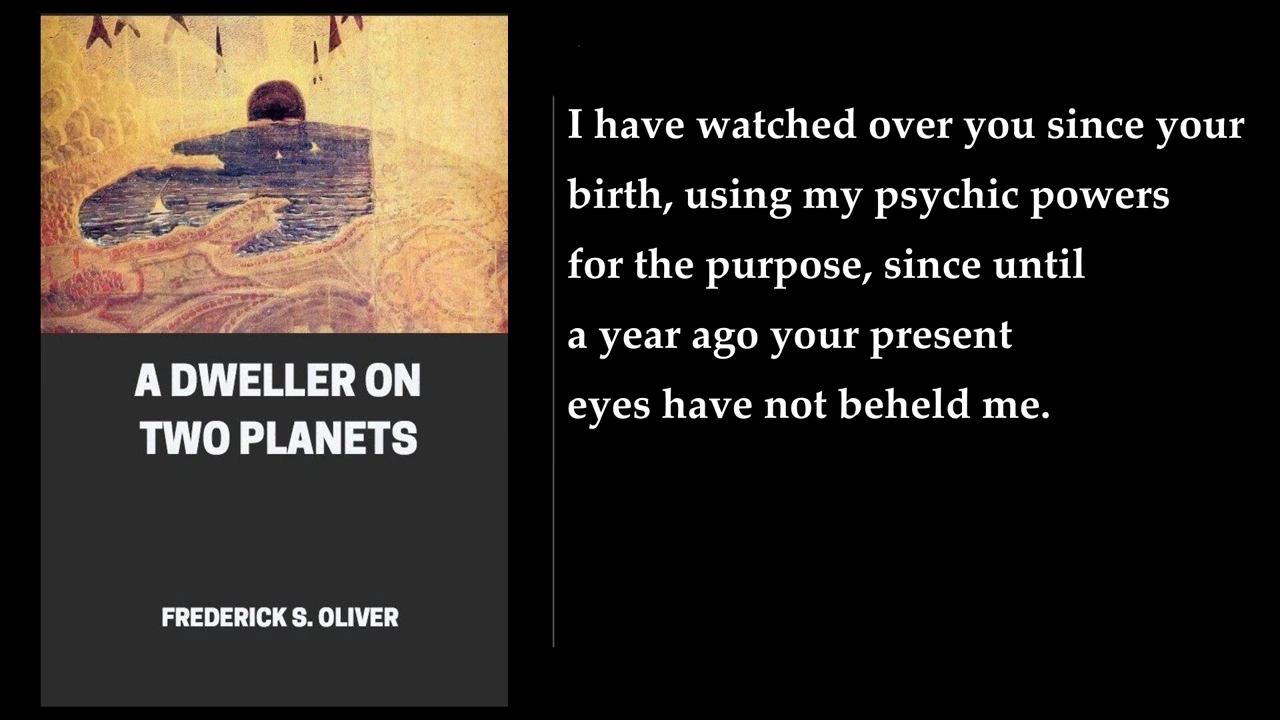 A DWELLER ON
TWO PLANETS
FREDERICK S. OLIVER
I have watched over you since your
birth, using my psychic powers
for the purpose, since until
a year ago your present
eyes have not beheld me.